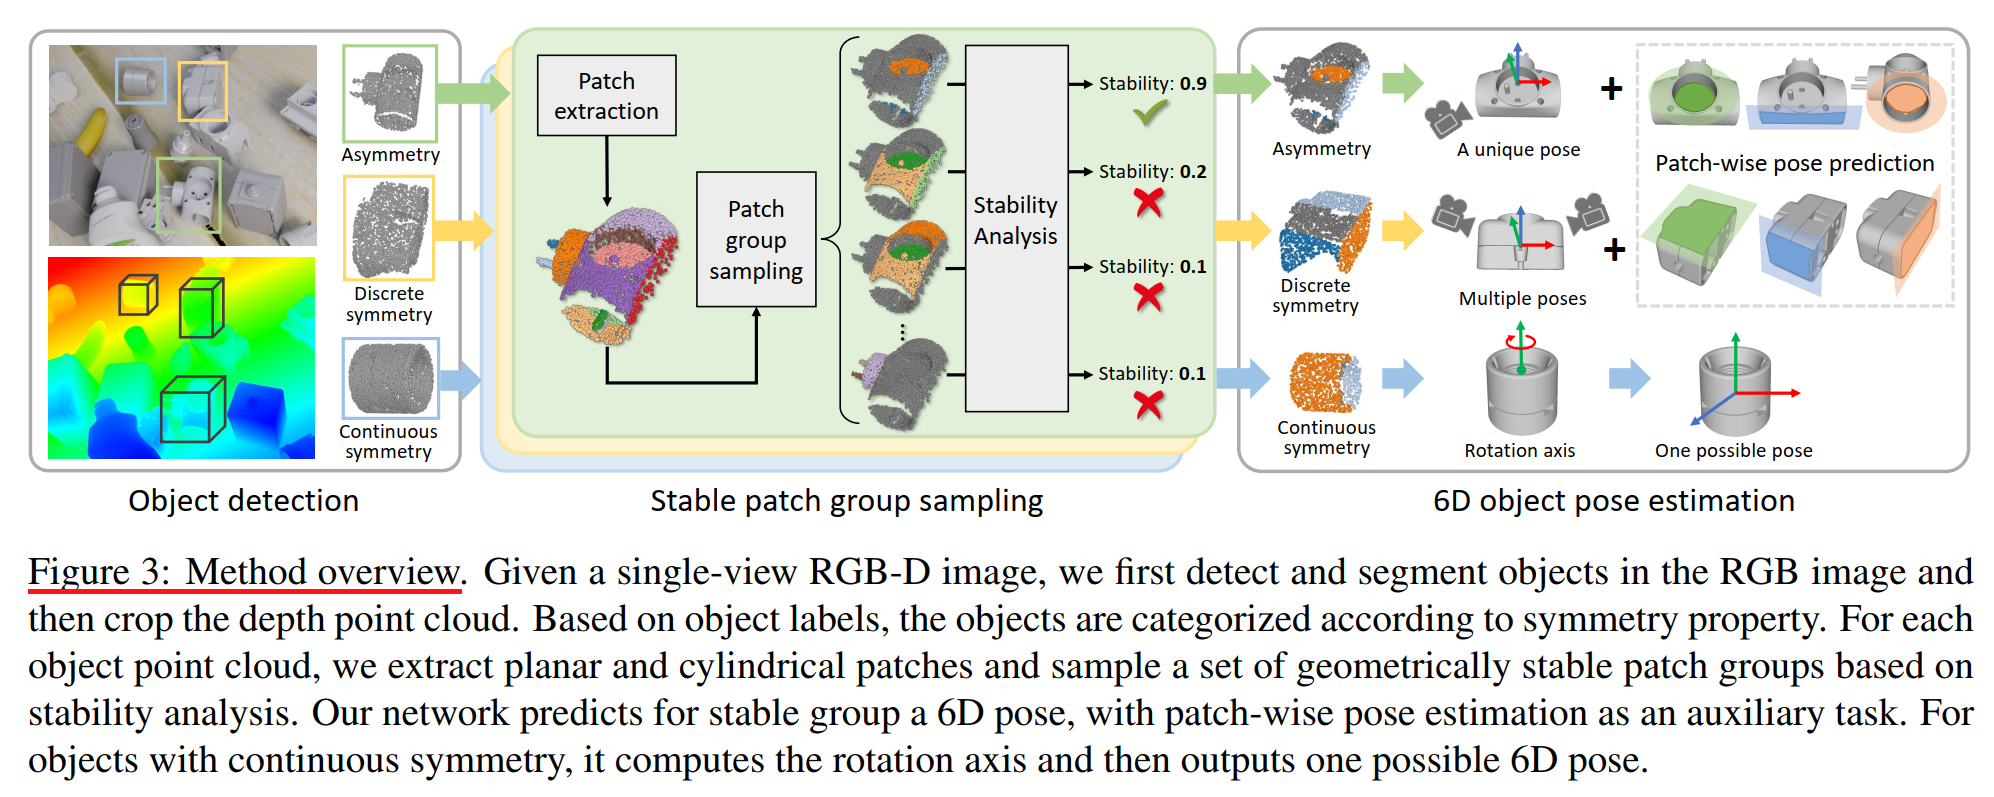 Asymmetry
Discrete
symmetry
Continuous
symmetry
Object detection
Patch
extraction
Patch
group
sampling
Stability
Analysis
Stability: 0.9
Stability: 0.2
Stability: 0.1
Stability: 0.1
Stable patch group sampling
Asymmetry
A unique pose
+
Patch-wise pose prediction
Discrete
symmetry
Multiple poses
+
Continuous
symmetry
Rotation axis
One possible pose
6D object pose estimation
Figure 3: Method overview. Given a single-view RGB-D image, we first detect and segment objects in the RGB image and
then crop the depth point cloud. Based on object labels, the objects are categorized according to symmetry property. For each
object point cloud, we extract planar and cylindrical patches and sample a set of geometrically stable patch groups based on
stability analysis. Our network predicts for stable group a 6D pose, with patch-wise pose estimation as an auxiliary task. For
objects with continuous symmetry, it computes the rotation axis and then outputs one possible 6D pose.